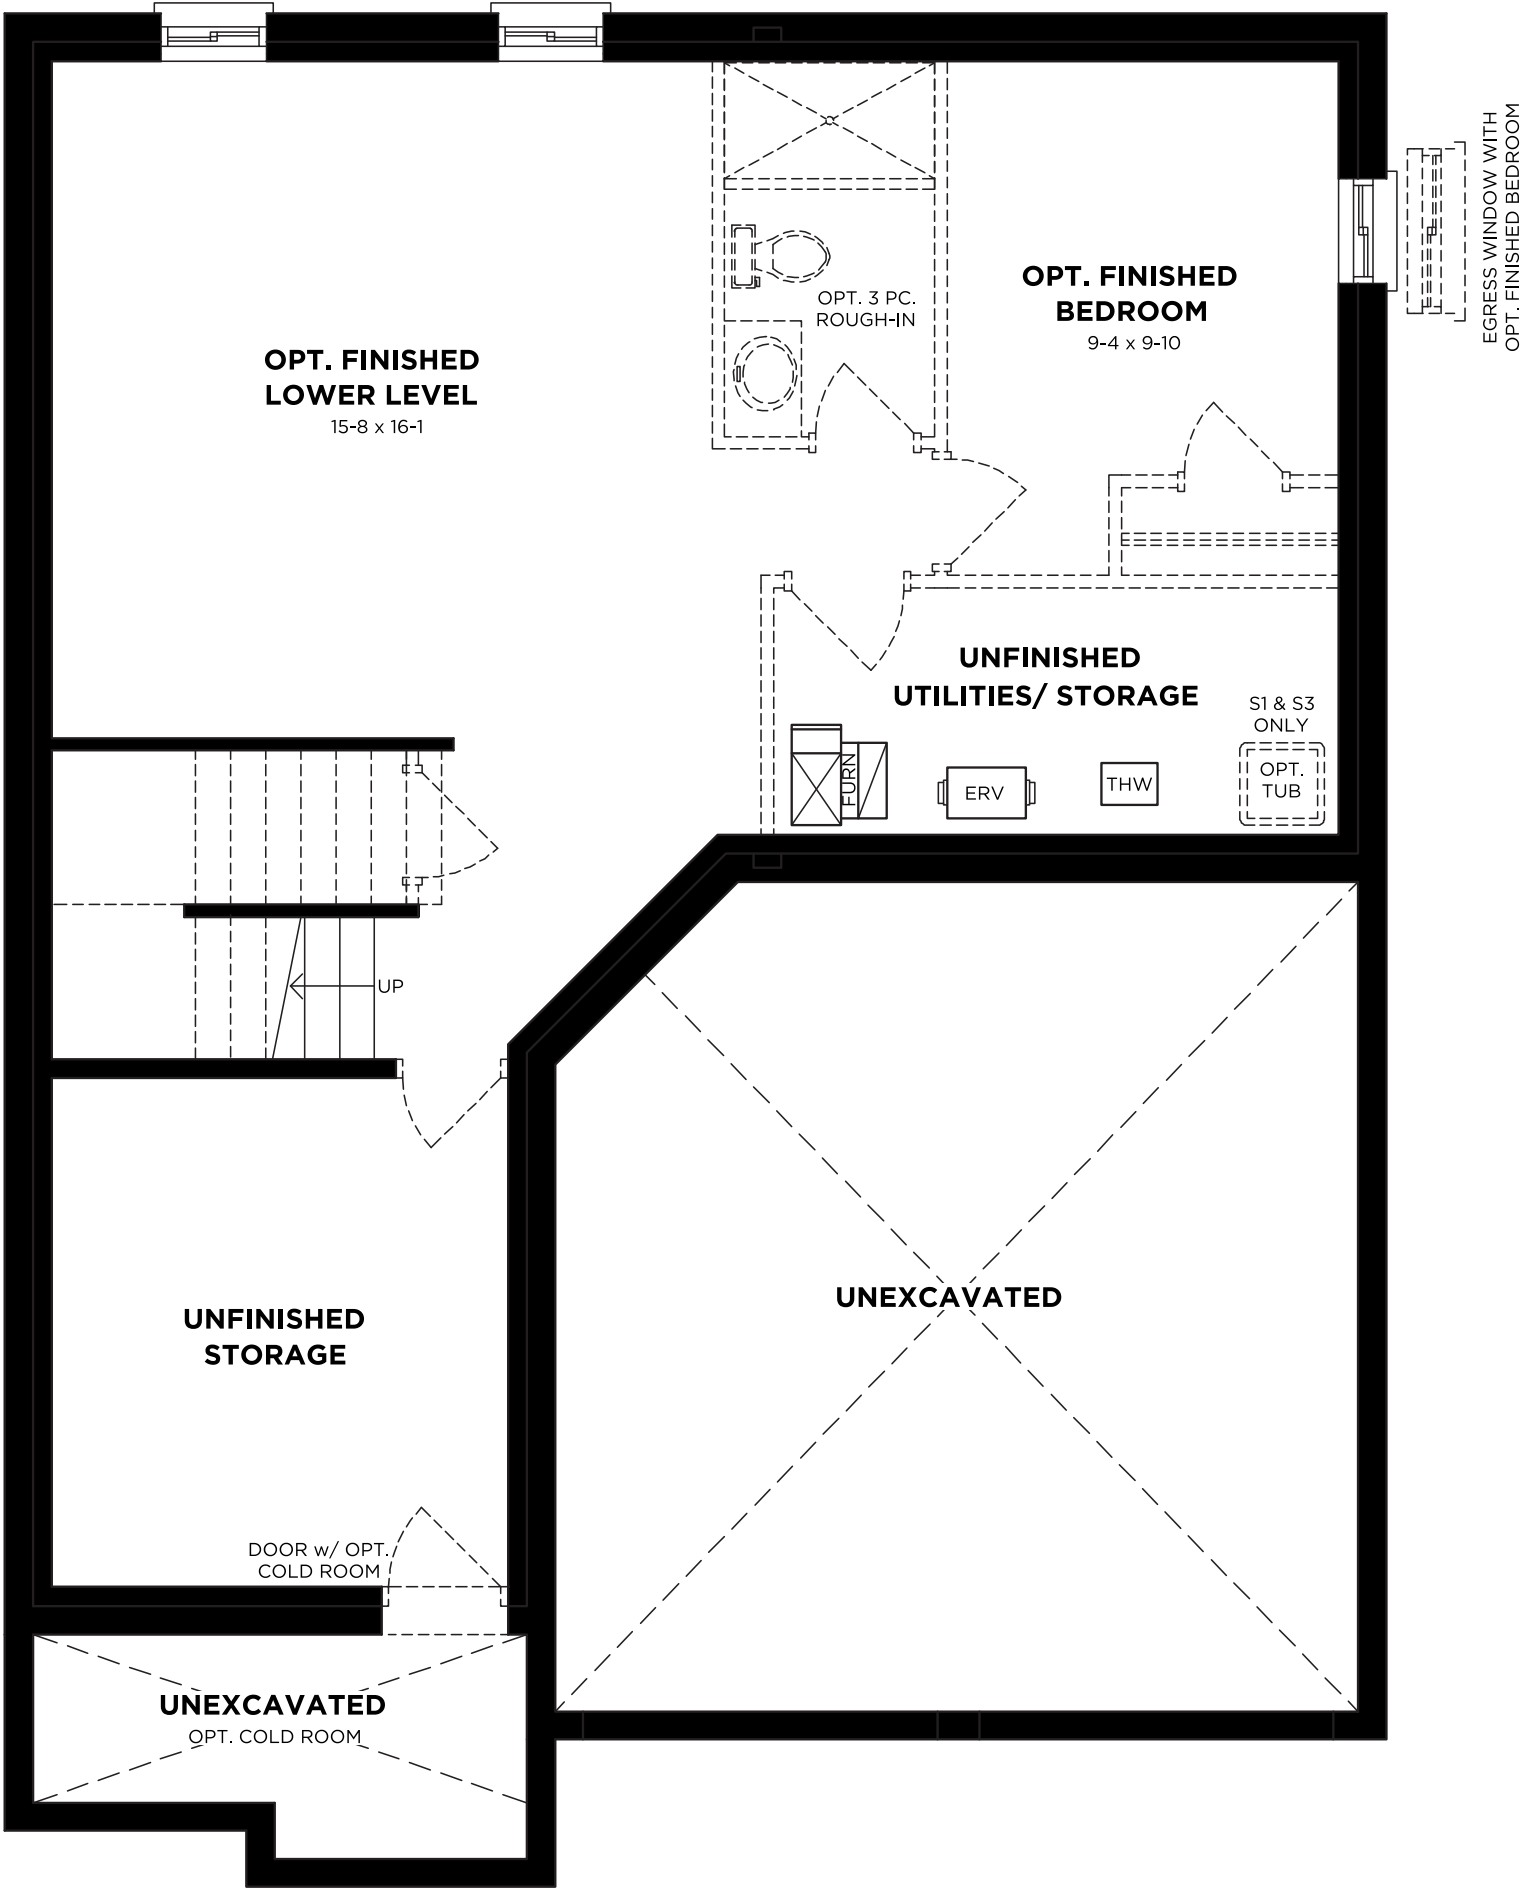 EGRESS WINDOW WITH
OPT. FINISHED BEDROOM
OPT. FINISHED
BEDROOM
9-4 x 9-10
OPT. 3 PC.
ROUGH-IN
OPT. FINISHED
LOWER LEVEL
15-8 x 16-1
UNFINISHED
UTILITIES/ STORAGE
S1 & S3
ONLY
OPT.
TUB
FURN
ERV
THW
UP
UNEXCAVATED
UNFINISHED
STORAGE
DOOR w/ OPT.
COLD ROOM
UNEXCAVATED
OPT. COLD ROOM